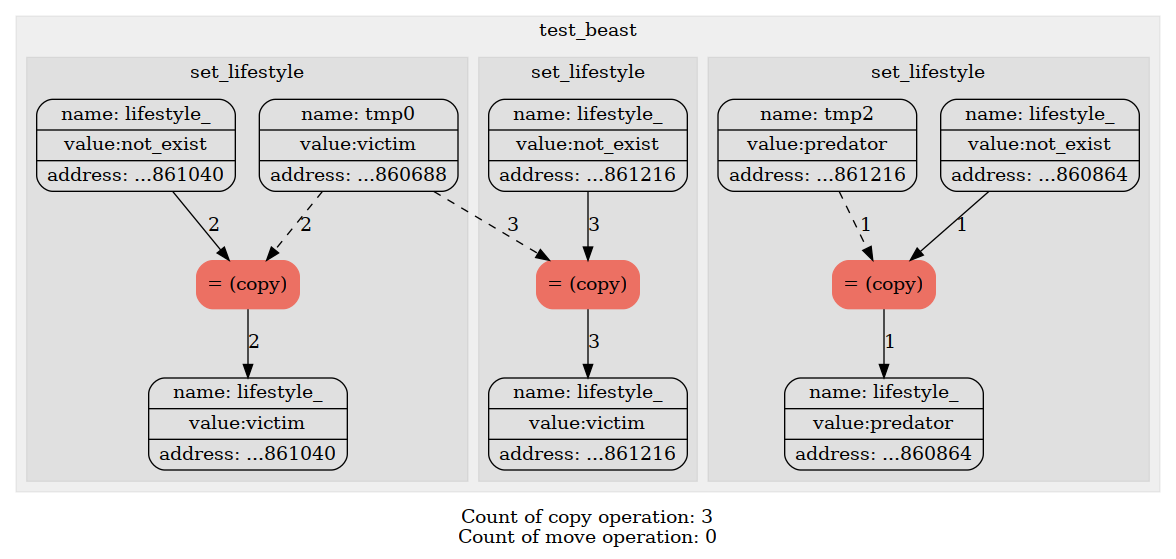 test_beast
set_lifestyle
set_lifestyle
set_lifestyle
name: lifestyle_
value:not_exist
address: ...861040
name: tmp0
value:victim
address: ...860688
name: lifestyle_
value:not_exist
address: ...861216
name: tmp2
value:predator
address: ...861216
name: lifestyle_
value:not_exist
address: ...860864
2
2
3
3
1
1
= (copy)
= (copy)
= (copy)
2
3
1
name: lifestyle_
value:victim
address: ...861040
name: lifestyle_
value:victim
address: ...861216
name: lifestyle_
value:predator
address: ...860864
Count of copy operation: 3
Count of move operation: 0